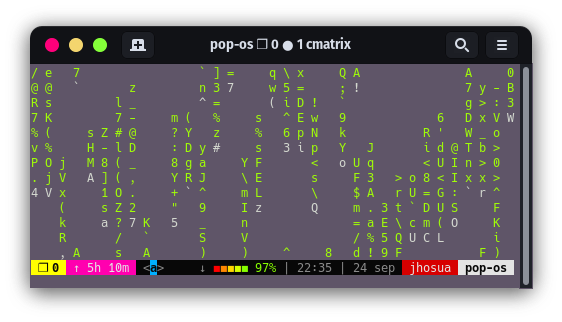 pop-os ❐ 0 ● 1 cmatrix
/ e 7 ` ] = q \ x Q A A 0
@ @ ` z n 3 7 w 5 = ; ! 7 y - B
R s l _ ^ = ( i D ! ` g > : 3
7 K 7 - m ( % s ^ E w 9 6 D x V W
% ( s Z # @ ? Y z % 6 p N R ' W _ o
v % H - l D : D y # s 3 i p Y J i d @ T b >
P O j M 8 ( _ 8 g a Y F < o U q < U I n > 0
. j V A ] ( , Y R J \ E < F 3 > o 8 < I x x >
4 V x 1 O . + ` ^ m L \ $ A r U = G : ` r ^
( s Z 2 " 9 I z Q m . 3 t ` D U S F
k a ? 7 K 5 _ n = a E \ c m ( O K
R / ` S V / % 5 Q U C L i
, A s A ) ) ^ 8 d ! 9 F F )
❐ 0 ↑ 5h 10m <o> ↓ 97% | 22:35 | 24 sep jhosua pop-os